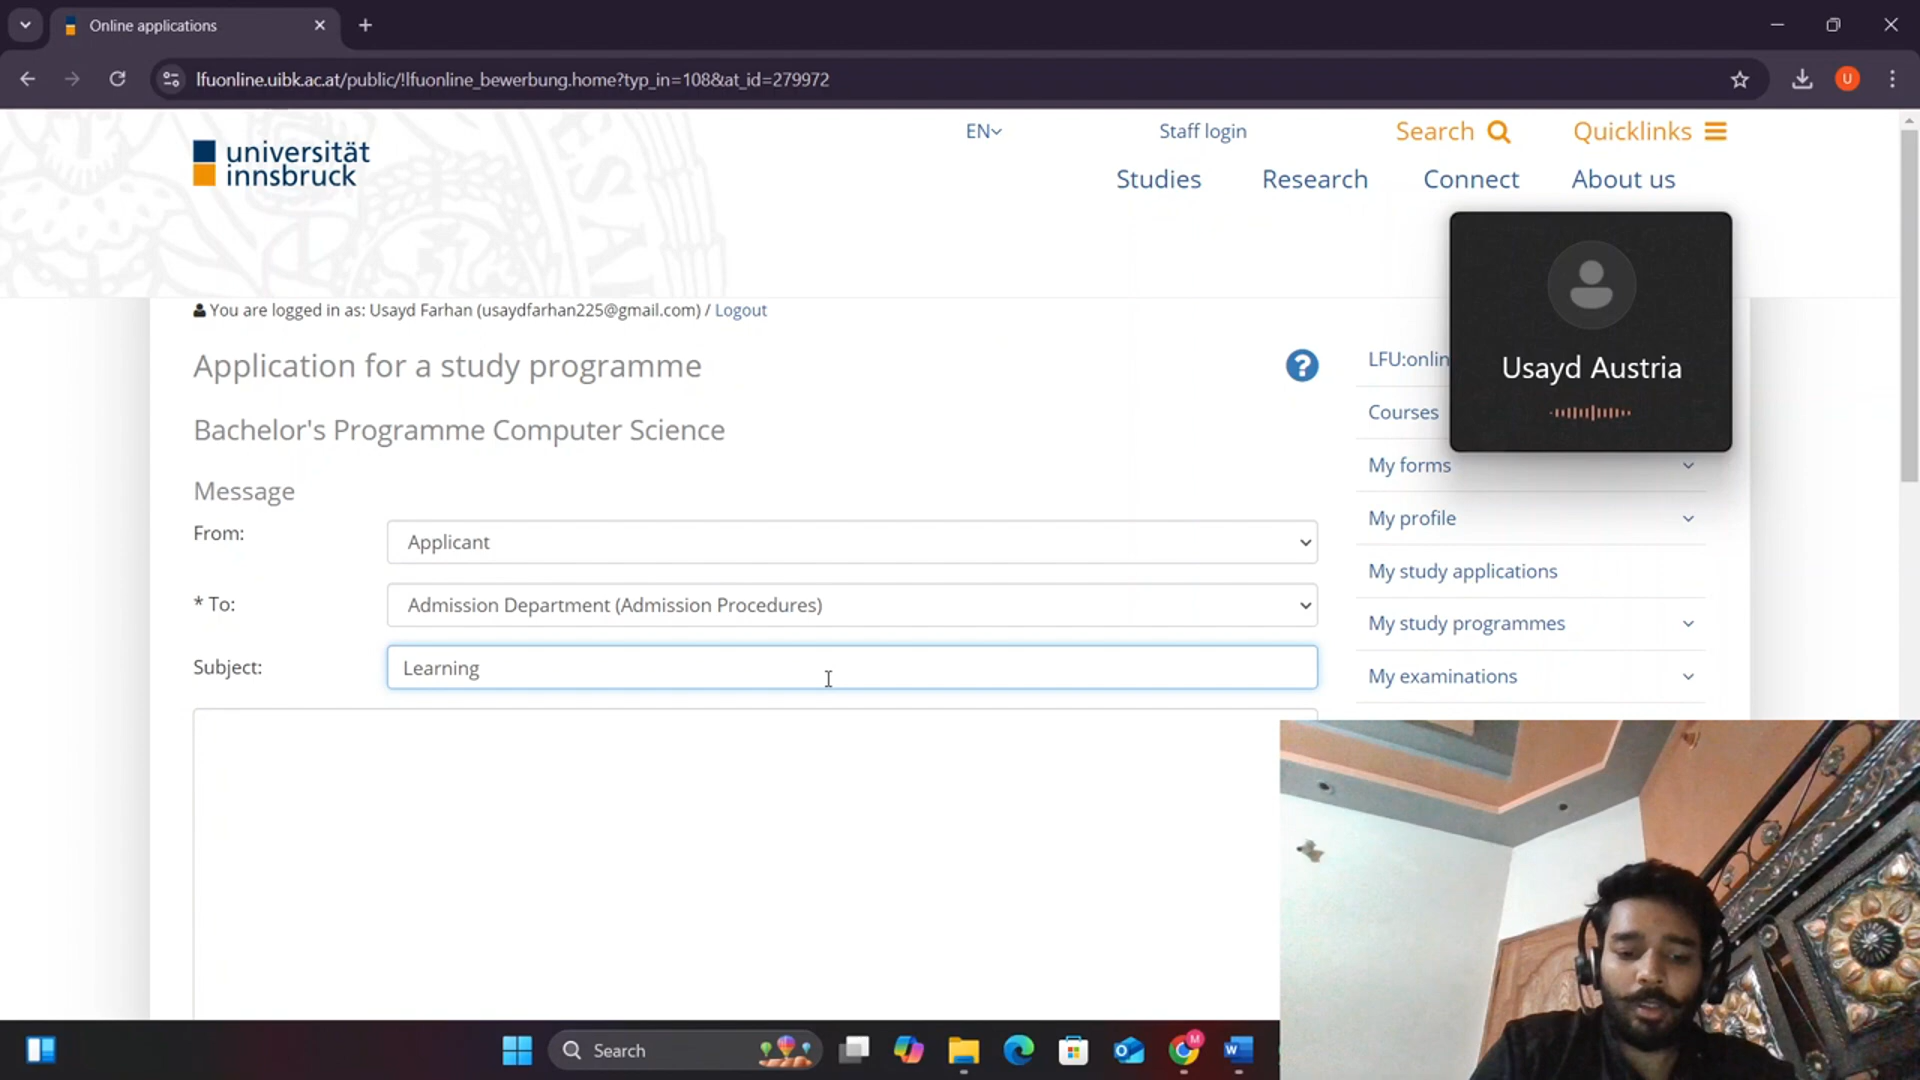 Online applications
lfuonline.uibk.ac.at/public/!lfuonline_bewerbung.home?typ_in=108&at_id=279972
U
universität
innsbruck
EN
Staff login
Search
Quicklinks
Studies
Research
Connect
About us
You are logged in as: Usayd Farhan (usaydfarhan225@gmail.com) / Logout
Application for a study programme
?
Bachelor's Programme Computer Science
Message
From:
Applicant
* To:
Admission Department (Admission Procedures)
Subject:
Learning
LFU:onlin
Courses
My forms
My profile
My study applications
My study programmes
My examinations
Usayd Austria
Search
M
W